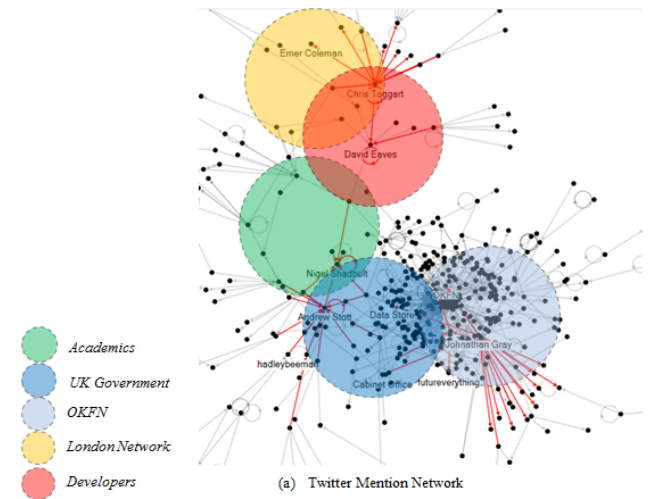 Emer Coleman
Chris Taggart
David Eaves
Nigel Shadbolt
OKFN
Andrew Stott
Data Store
Johnathan Gray
hadleybeeman
Cabinet Office
futureeverything
Academics
UK Government
OKFN
London Network
Developers
(a) Twitter Mention Network